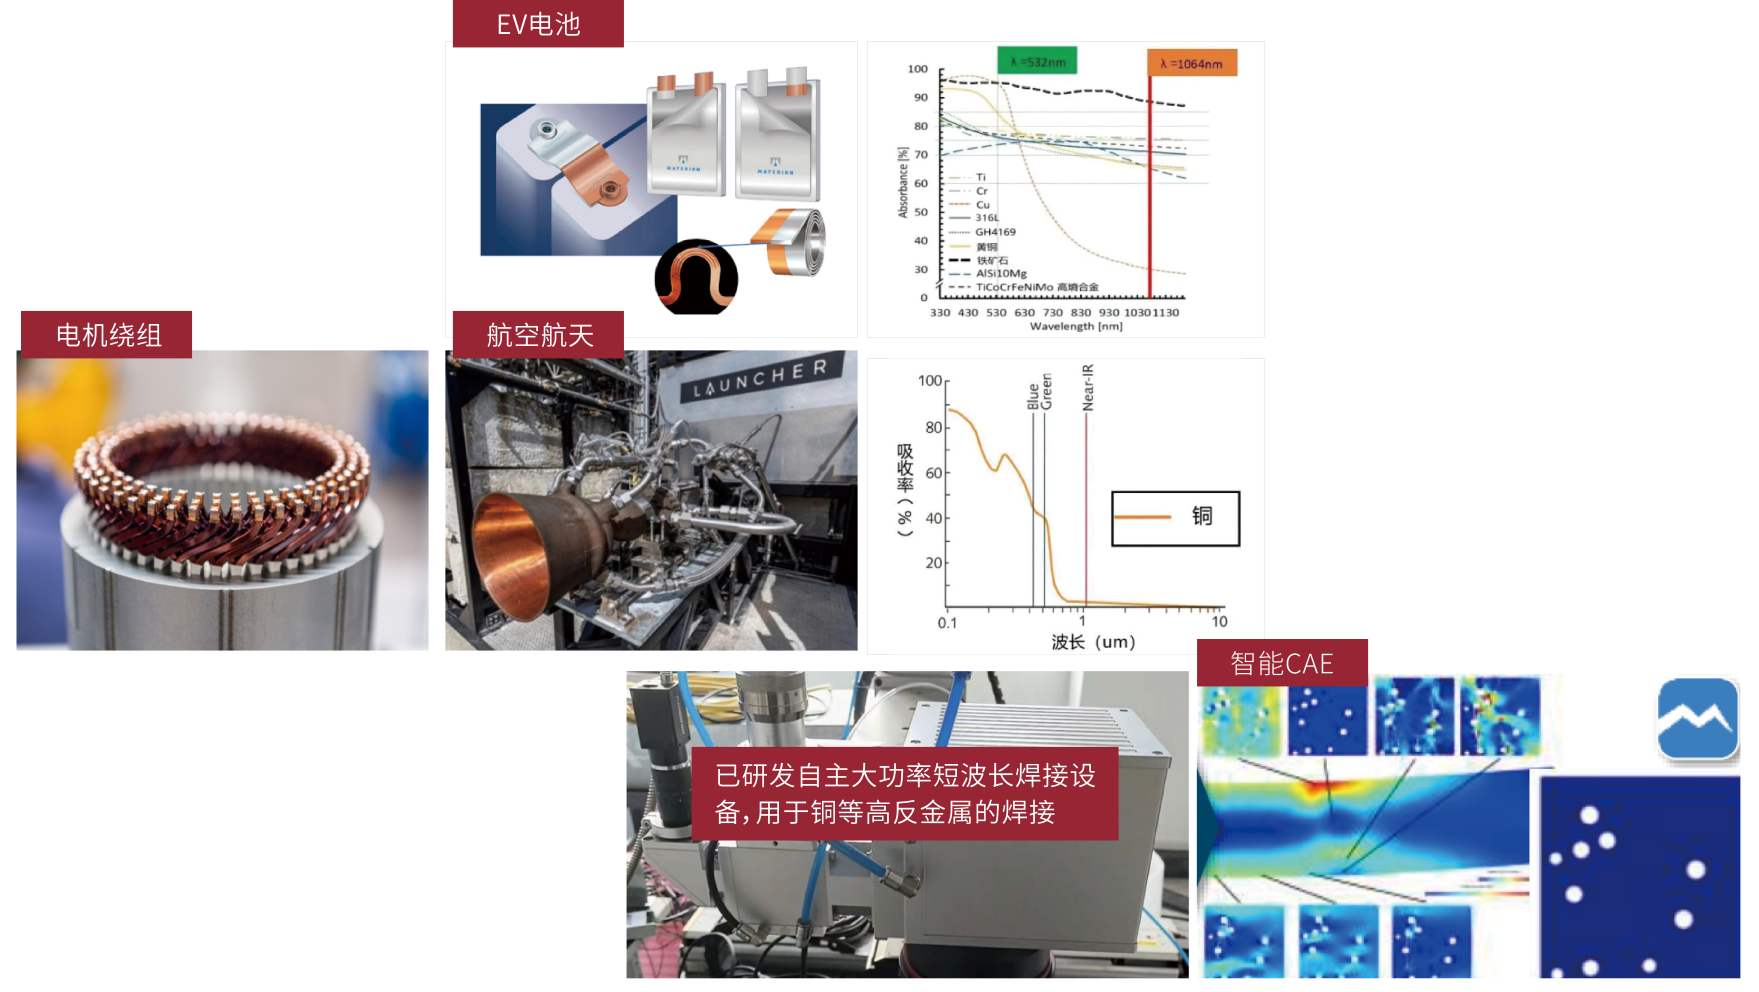 EV电池
MATERION
MATERION
λ =532nm
λ =1064nm
100
90
80
70
60
50
40
30
0
Absorbance [%]
Ti
Cr
Cu
316L
GH4169
黄铜
铁矿石
AlSi10Mg
TiCoCrFeNiMo 高熵合金
330 430 530 630 730 830 930 1030 1130
Wavelength [nm]
电机绕组
航空航天
LAUNCHER
100
80
60
40
20
吸收率（%）
Blue
Green
Near-IR
铜
0.1 1 10
波长（um）
智能CAE
已研发自主大功率短波长焊接设
备，用于铜等高反金属的焊接